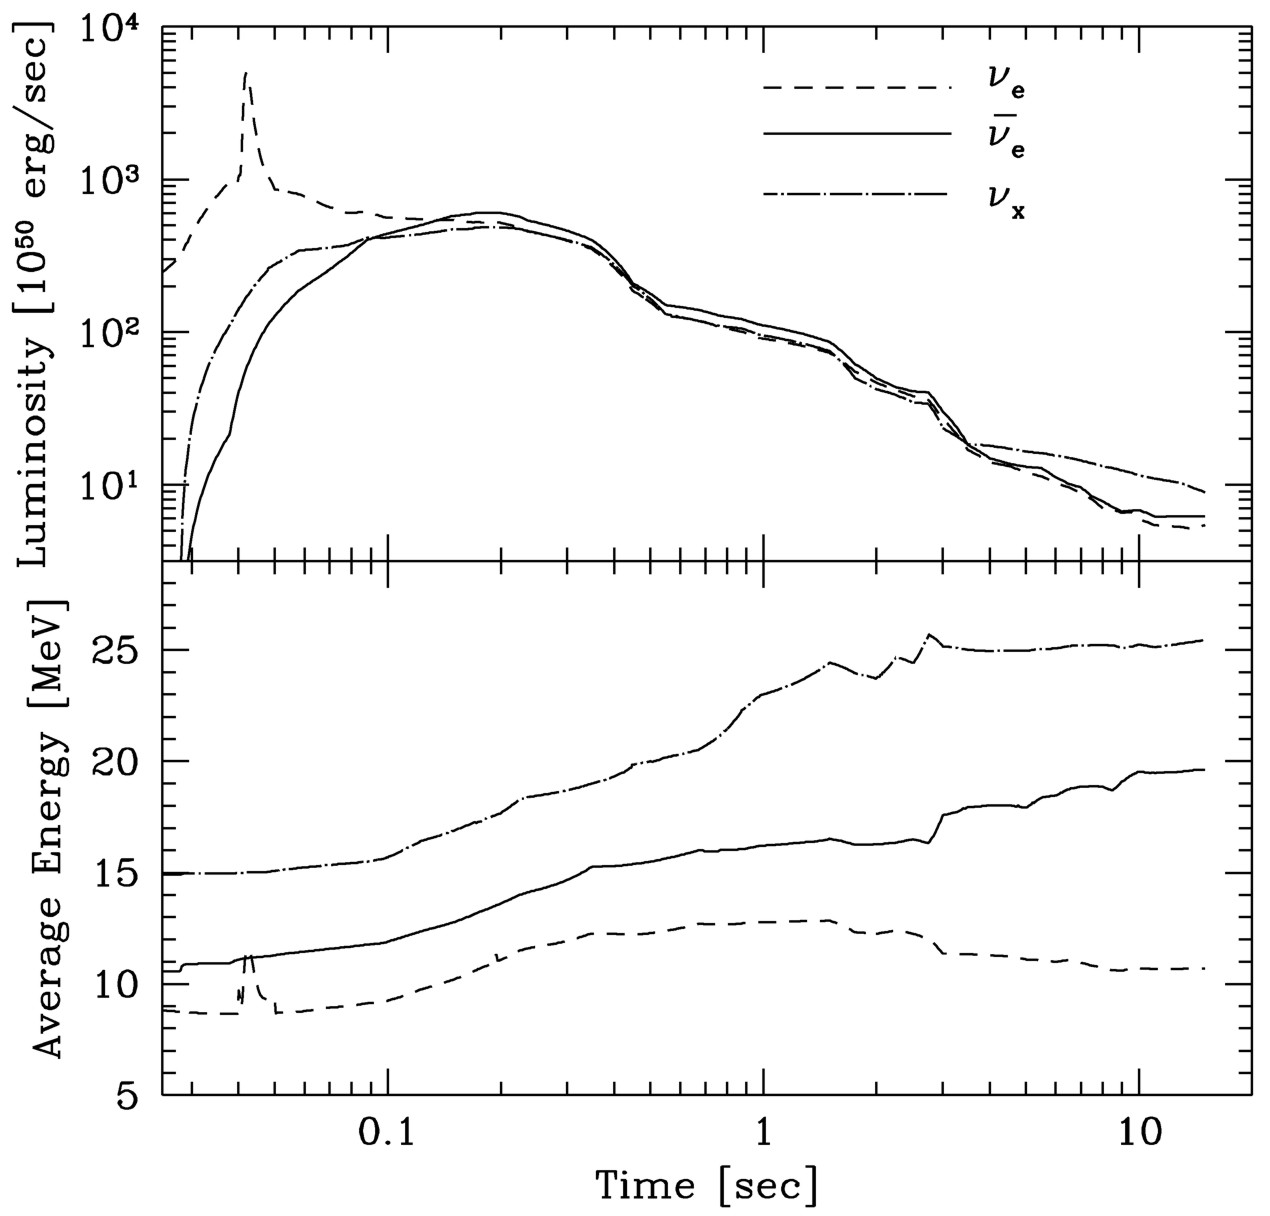 Luminosity [10⁵⁰ erg/sec]
10⁴
10³
10²
10¹
νₑ
ν̄ₑ
νₓ
Average Energy [MeV]
25
20
15
10
5
0.1
1
10
Time [sec]